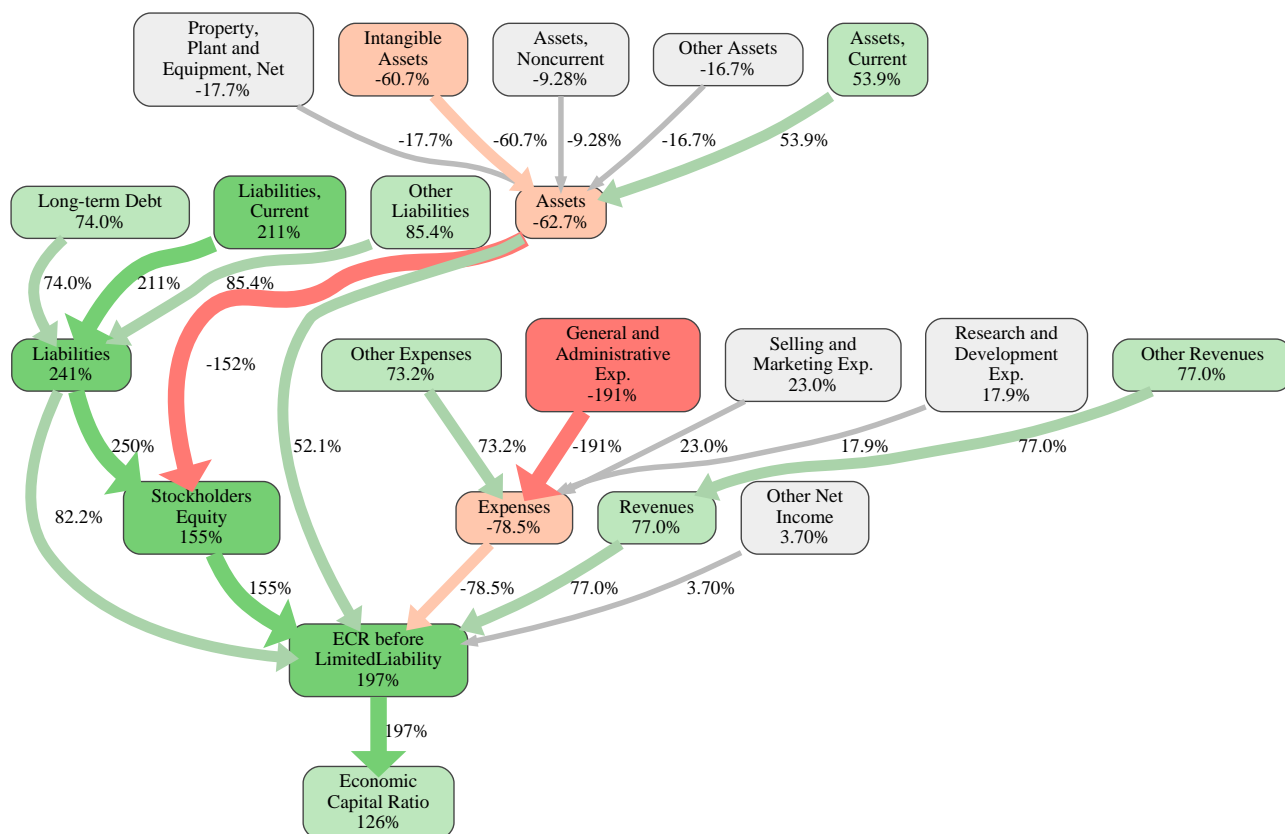 Property,
Plant and
Equipment, Net
-17.7%
Intangible
Assets
-60.7%
Assets,
Noncurrent
-9.28%
Other Assets
-16.7%
Assets,
Current
53.9%
-17.7%
-60.7%
-9.28%
-16.7%
53.9%
Long-term Debt
74.0%
Liabilities,
Current
211%
Other
Liabilities
85.4%
Assets
-62.7%
74.0%
211%
85.4%
Liabilities
241%
-152%
Other Expenses
73.2%
General and
Administrative
Exp.
-191%
Selling and
Marketing Exp.
23.0%
Research and
Development
Exp.
17.9%
Other Revenues
77.0%
250%
52.1%
73.2%
-191%
23.0%
17.9%
77.0%
82.2%
Stockholders
Equity
155%
Expenses
-78.5%
Revenues
77.0%
Other Net
Income
3.70%
155%
-78.5%
77.0%
3.70%
ECR before
LimitedLiability
197%
197%
Economic
Capital Ratio
126%